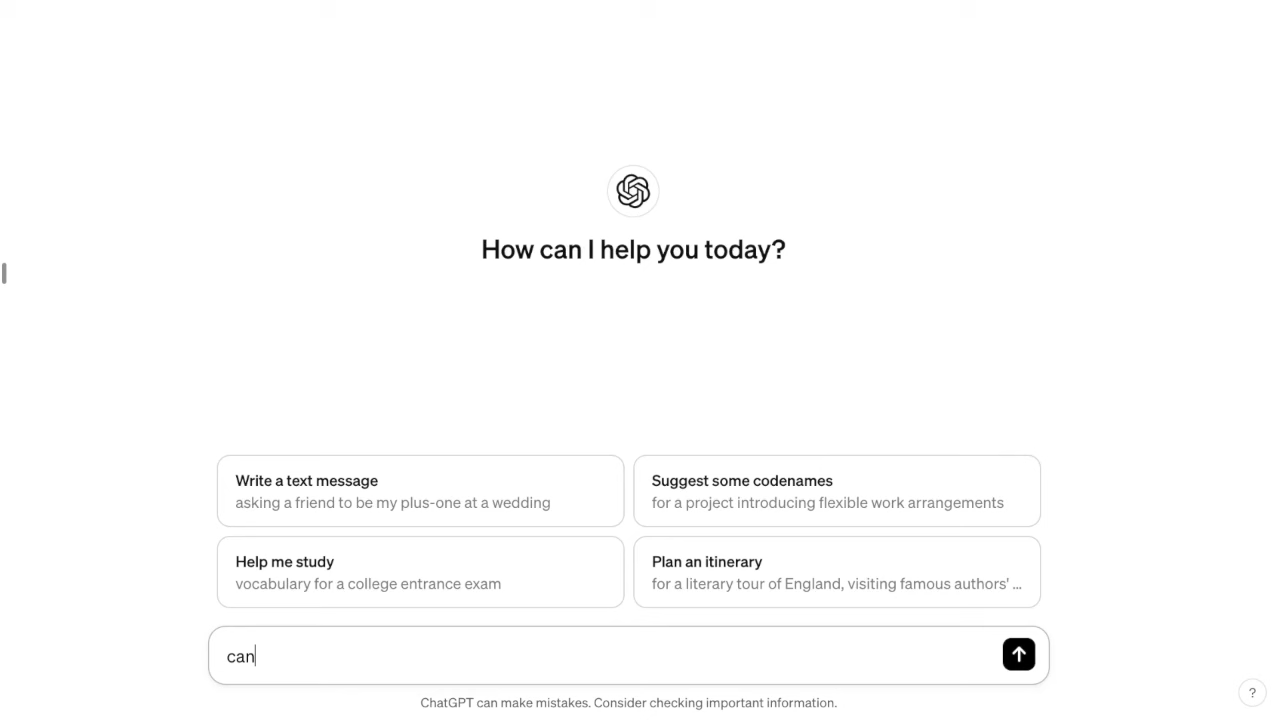 How can I help you today?
Write a text message
asking a friend to be my plus-one at a wedding
Suggest some codenames
for a project introducing flexible work arrangements
Help me study
vocabulary for a college entrance exam
Plan an itinerary
for a literary tour of England, visiting famous authors' ...
can
ChatGPT can make mistakes. Consider checking important information.
?